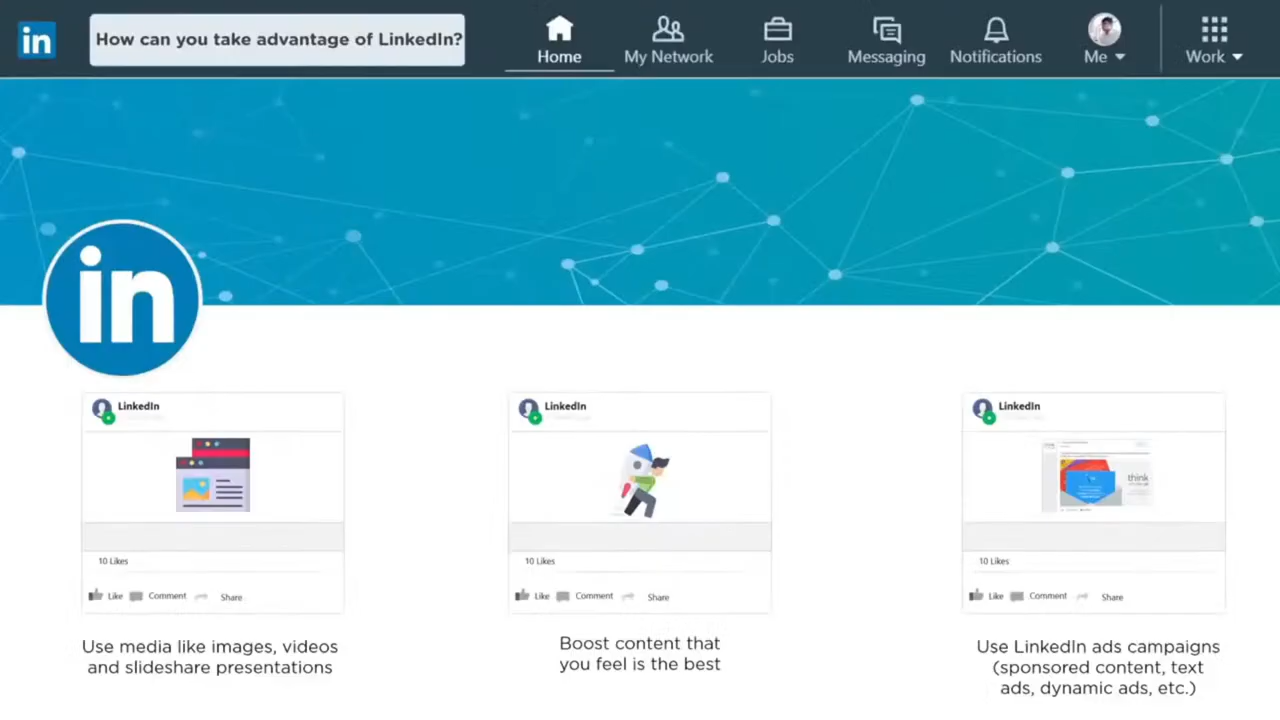 in
How can you take advantage of LinkedIn?
Home
My Network
Jobs
Messaging
Notifications
Me
Work
in
LinkedIn
10 Likes
Like Comment Share
Use media like images, videos
and slideshare presentations
LinkedIn
10 Likes
Like Comment Share
Boost content that
you feel is the best
LinkedIn
think
10 Likes
Like Comment Share
Use LinkedIn ads campaigns
(sponsored content, text
ads, dynamic ads, etc.)